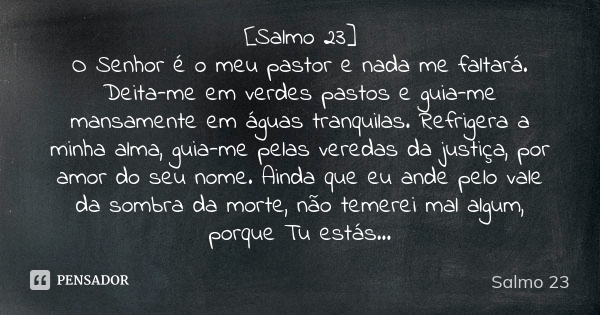 [Salmo 23]
O Senhor é o meu pastor e nada me faltará.
Deita-me em verdes pastos e guia-me
mansamente em águas tranquilas. Refrigera a
minha alma, guia-me pelas veredas da justiça, por
amor do seu nome. Ainda que eu ande pelo vale
da sombra da morte, não temerei mal algum,
porque Tu estás...
PENSADOR
Salmo 23